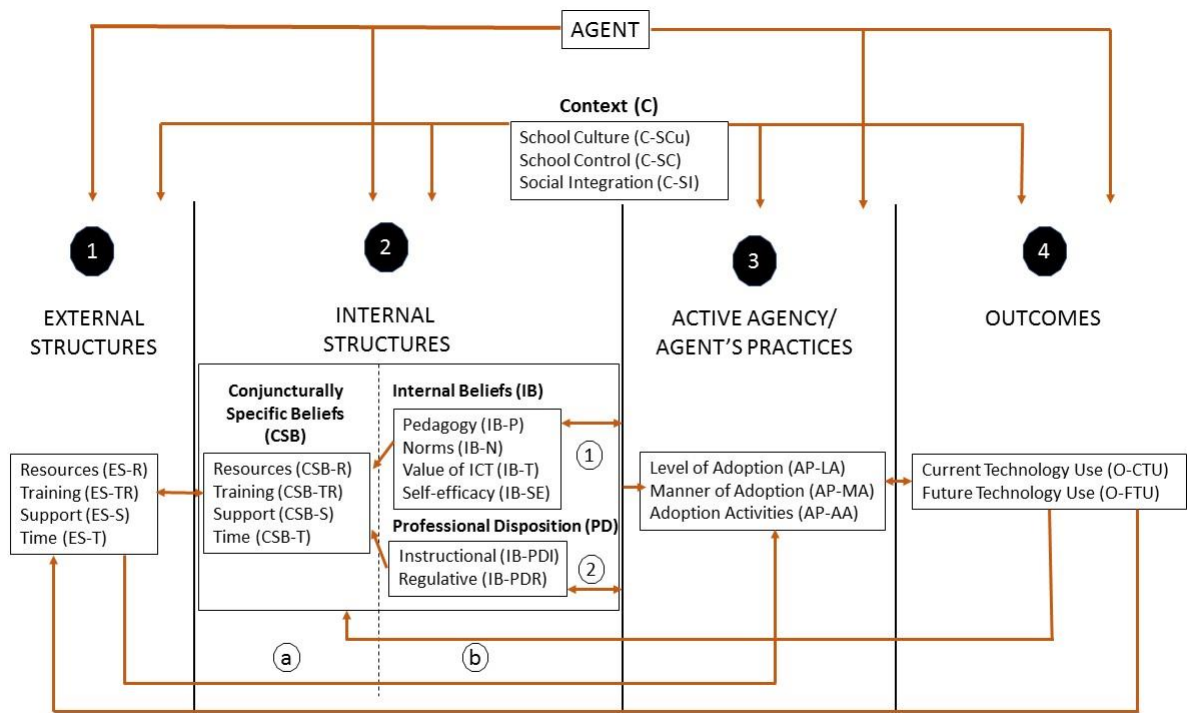 AGENT
Context (C)
School Culture (C-SCu)
School Control (C-SC)
Social Integration (C-SI)
1
2
3
4
EXTERNAL
STRUCTURES
INTERNAL
STRUCTURES
ACTIVE AGENCY/
AGENT'S PRACTICES
OUTCOMES
Conjuncturally
Specific Beliefs
(CSB)
Internal Beliefs (IB)
Pedagogy (IB-P)
Norms (IB-N)
Value of ICT (IB-T)
Self-efficacy (IB-SE)
1
Resources (ES-R)
Training (ES-TR)
Support (ES-S)
Time (ES-T)
Resources (CSB-R)
Training (CSB-TR)
Support (CSB-S)
Time (CSB-T)
Professional Disposition (PD)
Instructional (IB-PDI)
Regulative (IB-PDR)
2
Level of Adoption (AP-LA)
Manner of Adoption (AP-MA)
Adoption Activities (AP-AA)
Current Technology Use (O-CTU)
Future Technology Use (O-FTU)
a
b